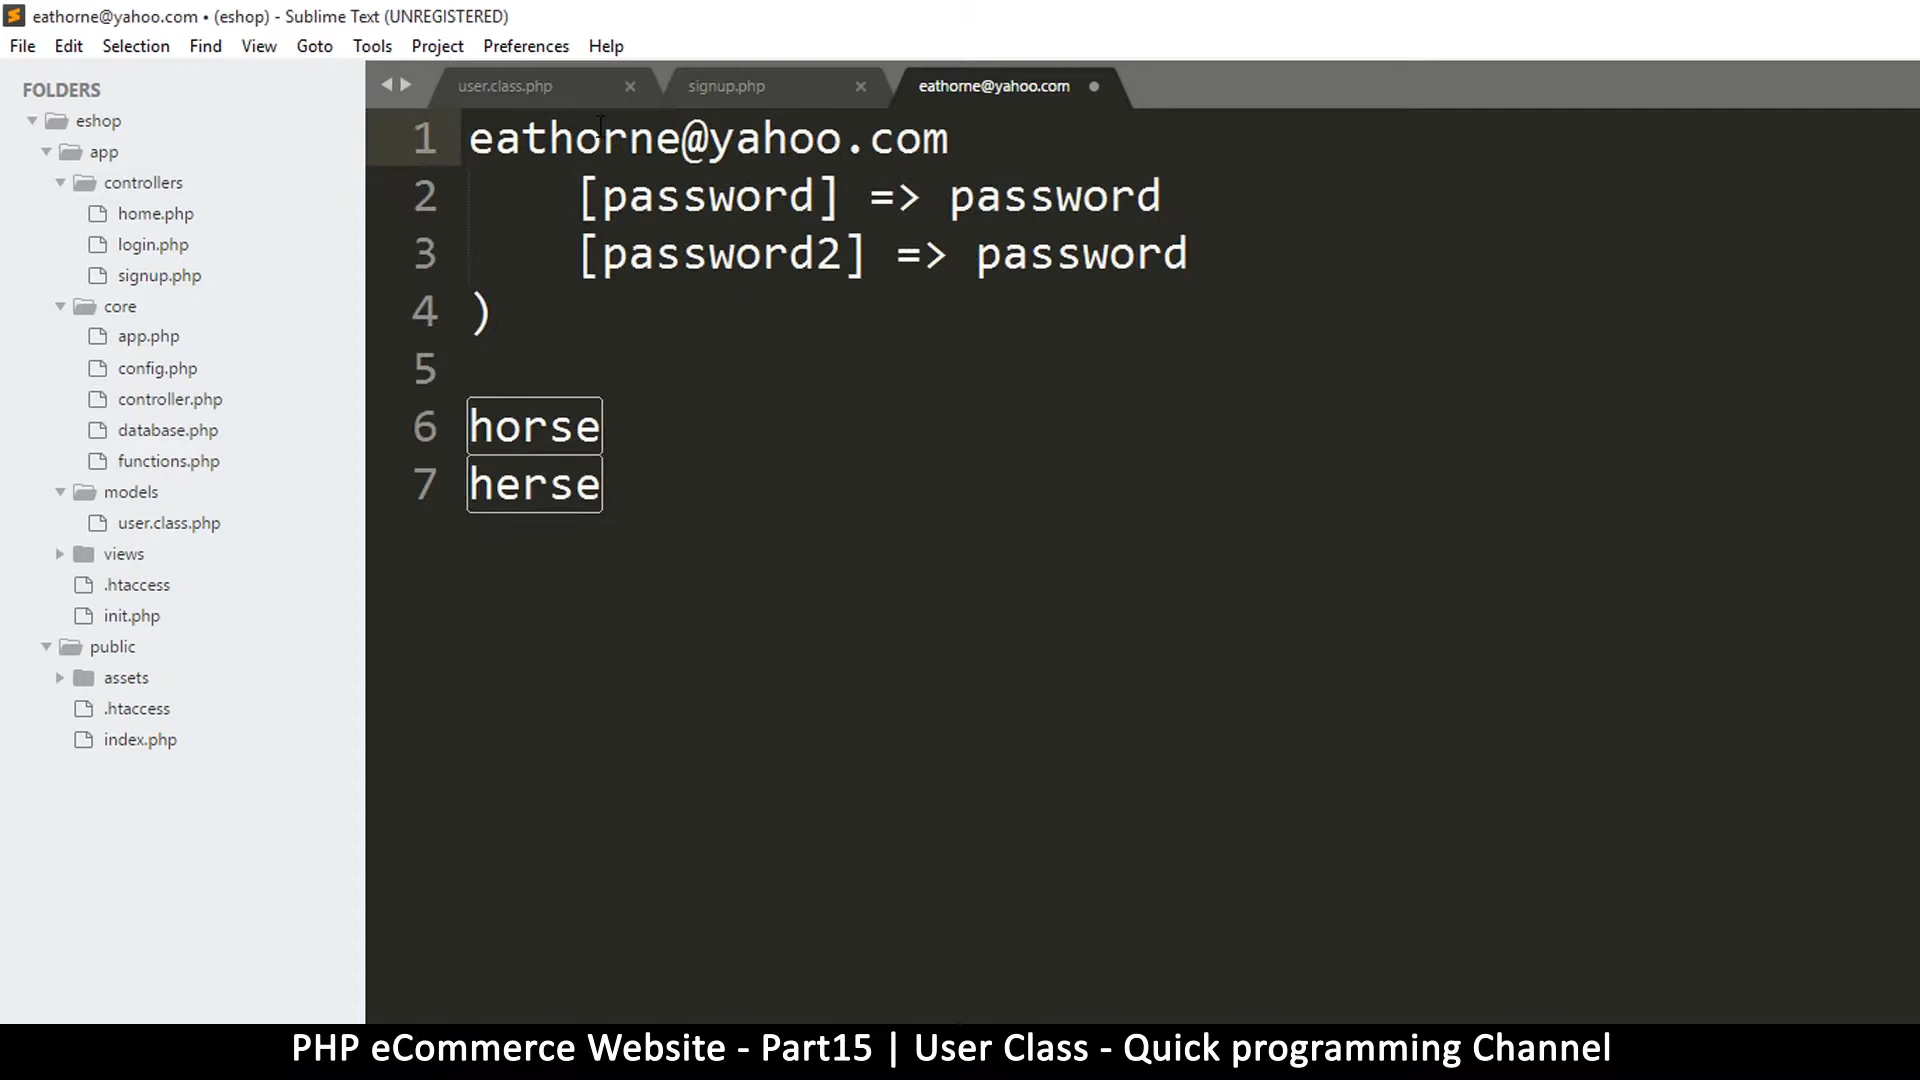 eathorne@yahoo.com • (eshop) - Sublime Text (UNREGISTERED)
File Edit Selection Find View Goto Tools Project Preferences Help
FOLDERS
eshop
app
controllers
home.php
login.php
signup.php
core
app.php
config.php
controller.php
database.php
functions.php
models
user.class.php
views
.htaccess
init.php
public
assets
.htaccess
index.php
user.class.php signup.php eathorne@yahoo.com
1 eathorne@yahoo.com
2 [password] => password
3 [password2] => password
4 )
5
6 horse
7 herse
PHP eCommerce Website - Part15 | User Class - Quick programming Channel